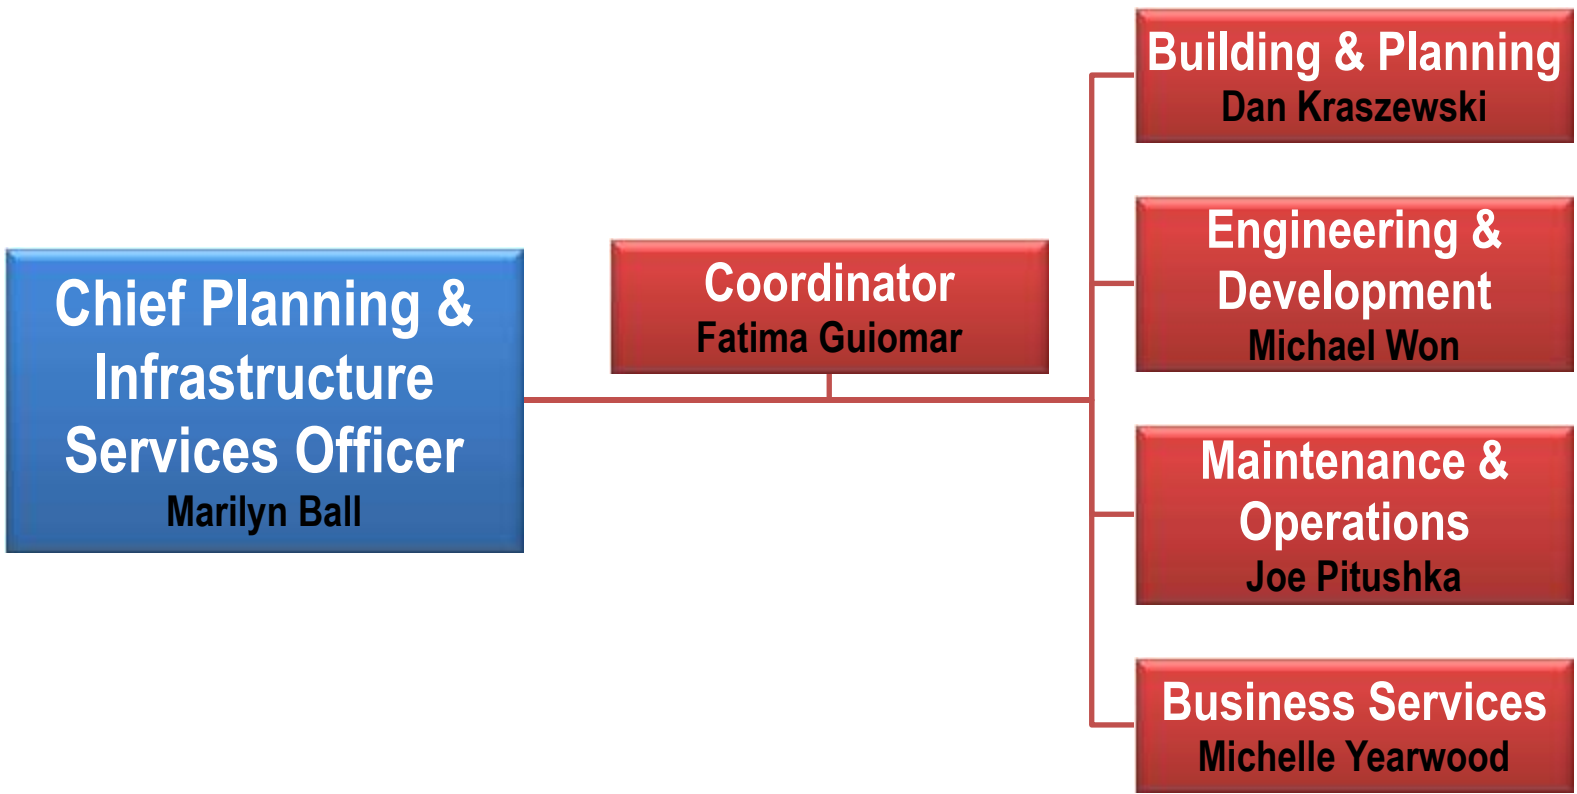 Chief Planning &
Infrastructure
Services Officer
Marilyn Ball
Coordinator
Fatima Guiomar
Building & Planning
Dan Kraszewski
Engineering &
Development
Michael Won
Maintenance &
Operations
Joe Pitushka
Business Services
Michelle Yearwood